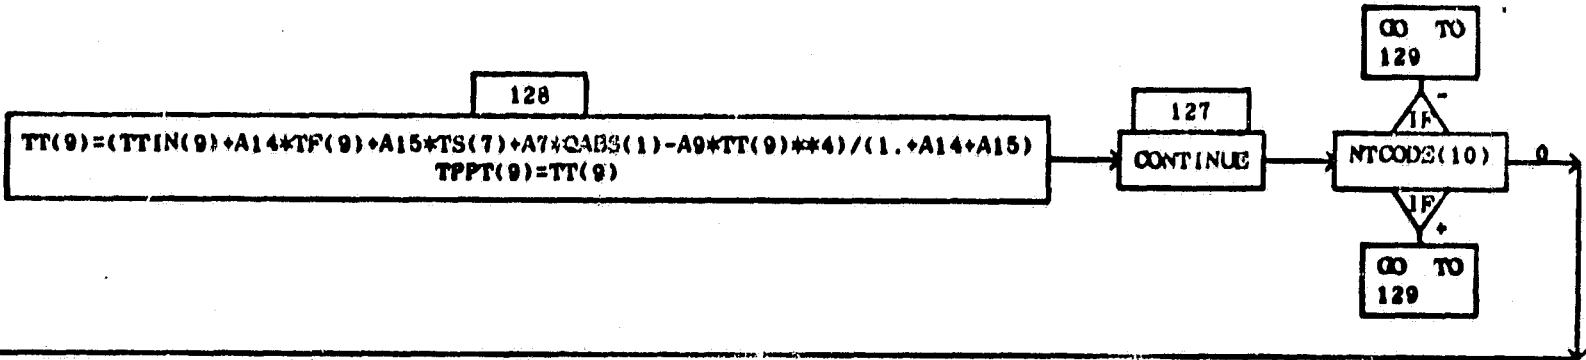 128
TT(9)=(TTIN(9)+A14*TF(9)+A15*TS(7)+A7*QABS(1)-A9*TT(9)**4)/(1.+A14+A15)
TPPT(9)=TT(9)
127
CONTINUE
GO TO
129
-
IF
NTCODE(10)
0
IF
+
GO TO
129